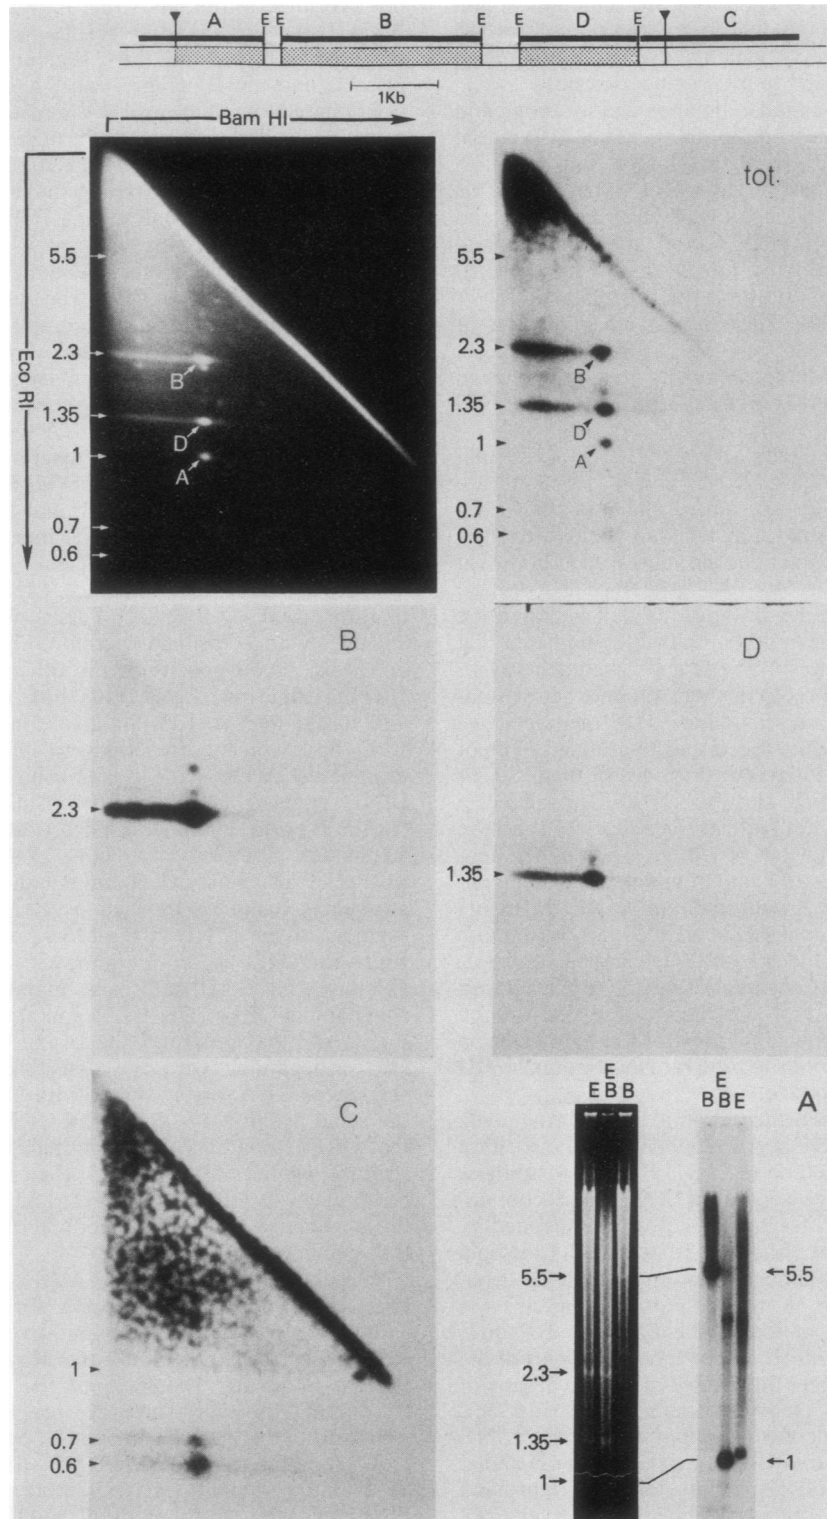 A E E B E E D E C
1Kb
Bam HI
Eco RI
5.5
2.3
1.35
1
0.7
0.6
B
D
A
tot.
5.5
2.3
1.35
1
0.7
0.6
B
D
A
B
2.3
D
1.35
C
1
0.7
0.6
E
E B B
E
B B E
A
5.5
2.3
1.35
1
5.5
1